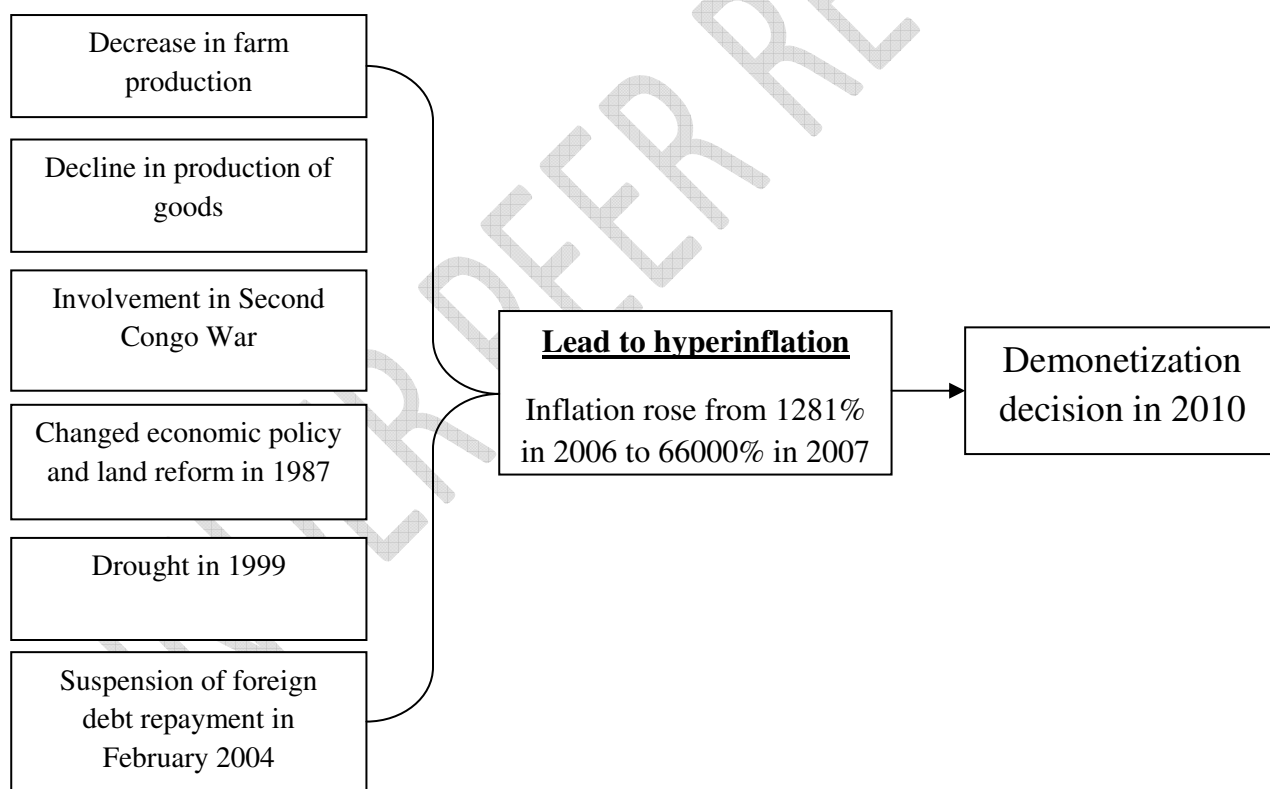 Decrease in farm
production
Decline in production of
goods
Involvement in Second
Congo War
Changed economic policy
and land reform in 1987
Drought in 1999
Suspension of foreign
debt repayment in
February 2004
Lead to hyperinflation
Inflation rose from 1281%
in 2006 to 66000% in 2007
Demonetization
decision in 2010
PEER